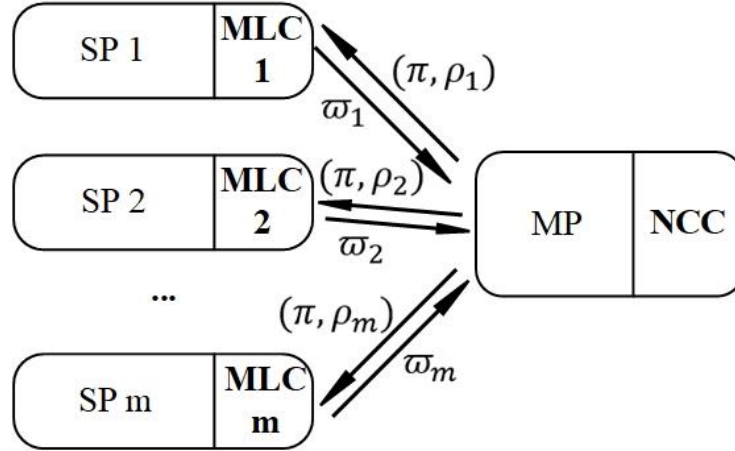 SP 1
MLC
1
(π, ρ₁)
ϖ₁
SP 2
MLC
2
(π, ρ₂)
ϖ₂
MP
NCC
...
(π, ρₘ)
ϖₘ
SP m
MLC
m